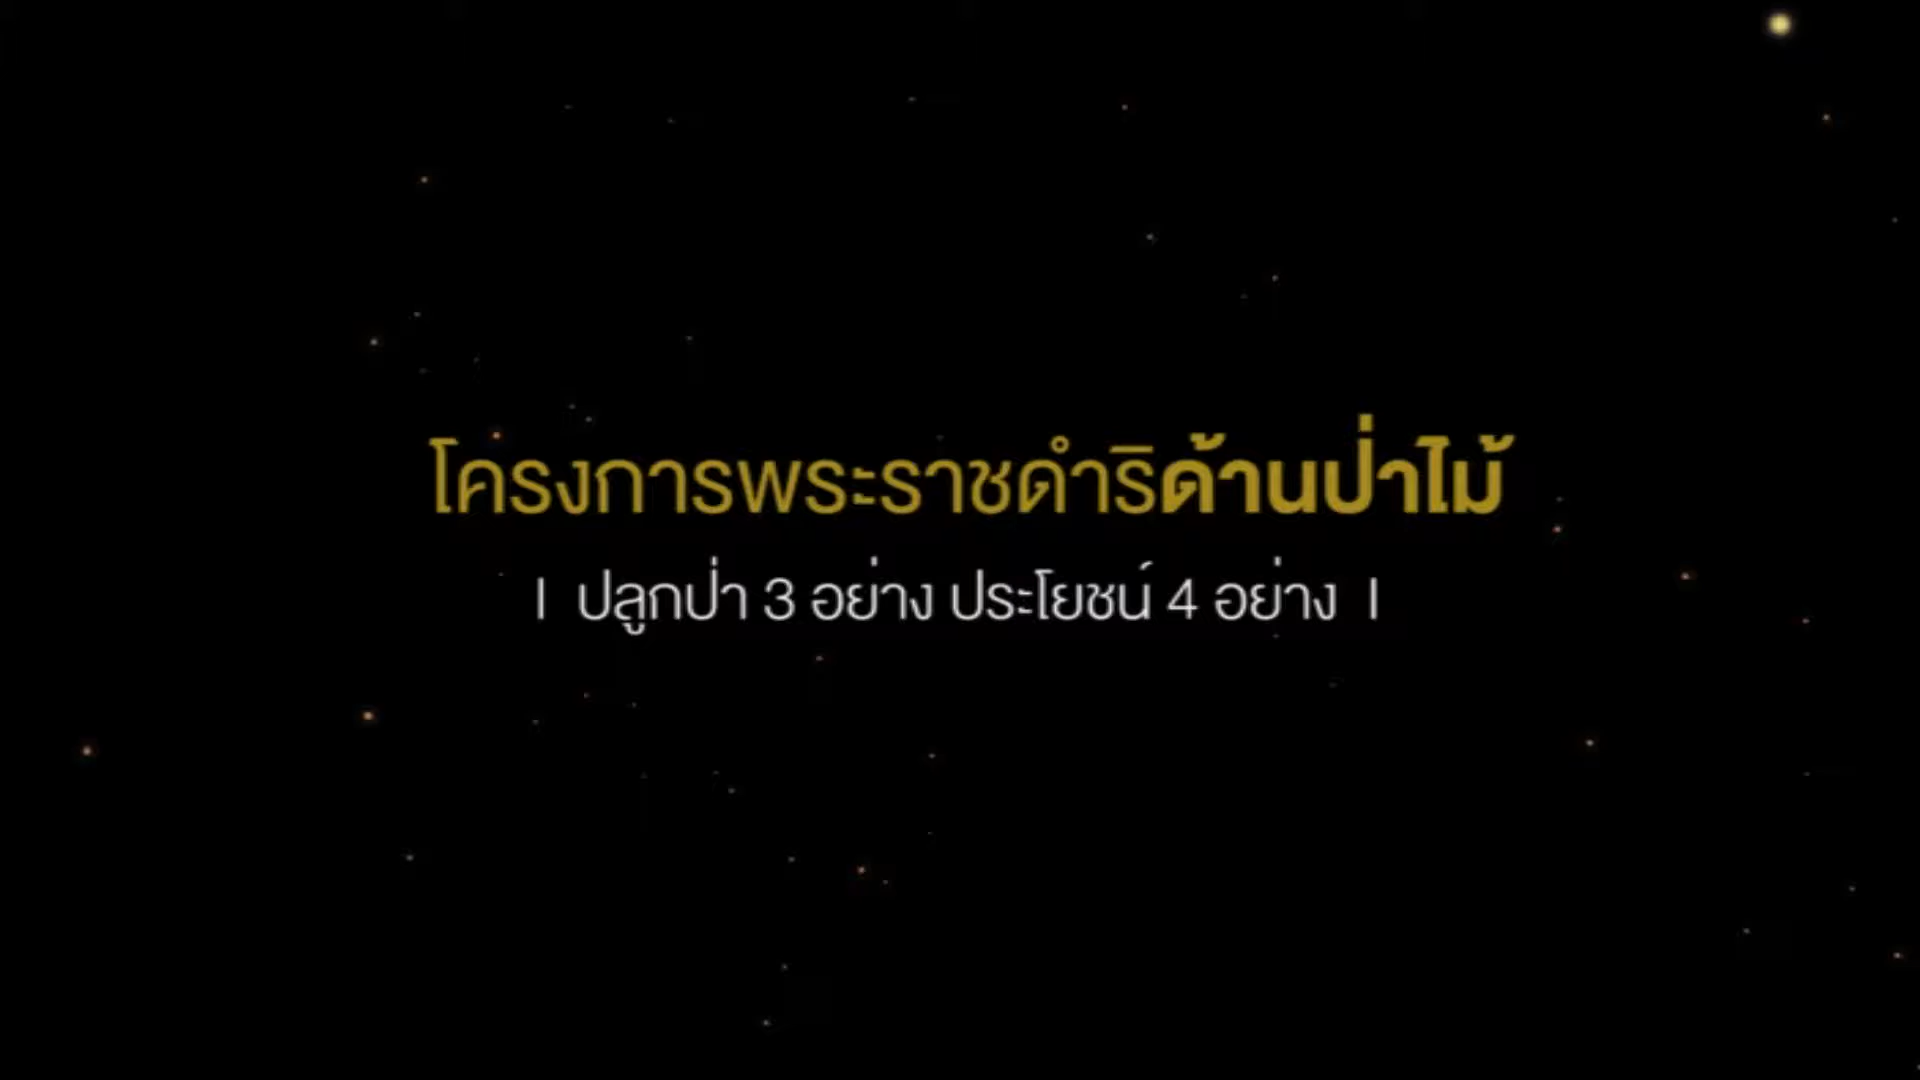 โครงการพระราชดำริด้านป่าไม้
| ปลูกป่า 3 อย่าง ประโยชน์ 4 อย่าง |